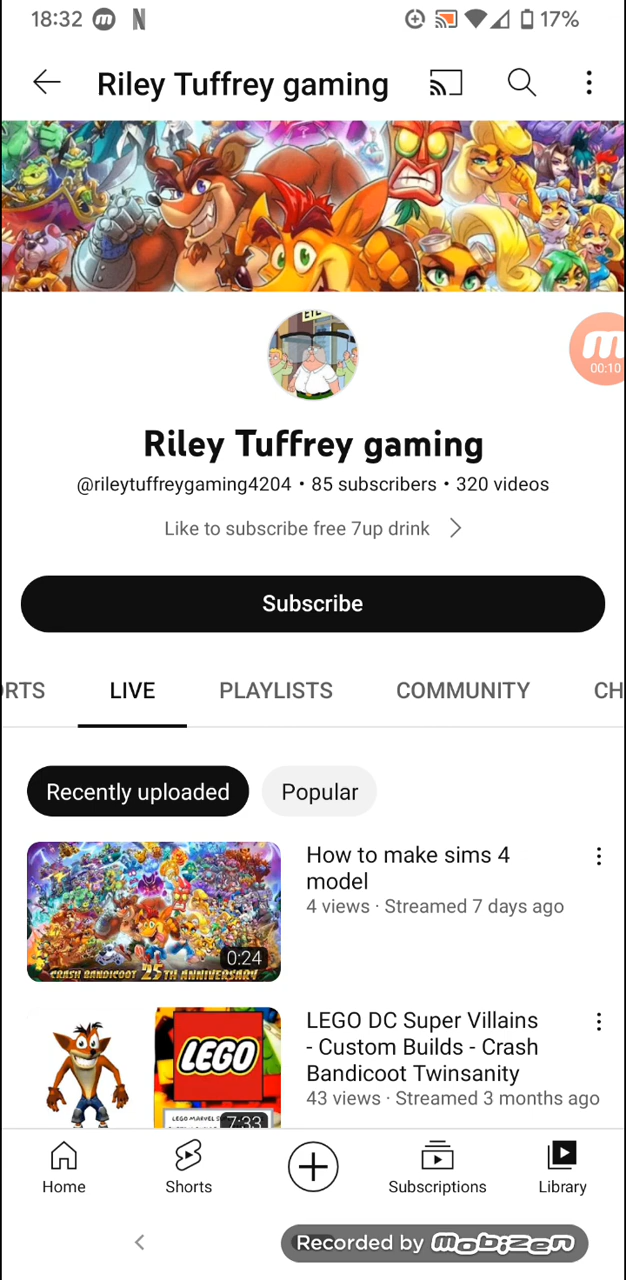 18:32
17%
Riley Tuffrey gaming
00:10
Riley Tuffrey gaming
@rileytuffreygaming4204 • 85 subscribers • 320 videos
Like to subscribe free 7up drink
Subscribe
RTS LIVE PLAYLISTS COMMUNITY CH
Recently uploaded Popular
How to make sims 4
model
4 views · Streamed 7 days ago
0:24
CRASH BANDICOOT 25TH ANNIVERSARY
LEGO DC Super Villains
- Custom Builds - Crash
Bandicoot Twinsanity
43 views · Streamed 3 months ago
LEGO
LEGO MARVEL
7:33
Home Shorts Subscriptions Library
Recorded by mobizen